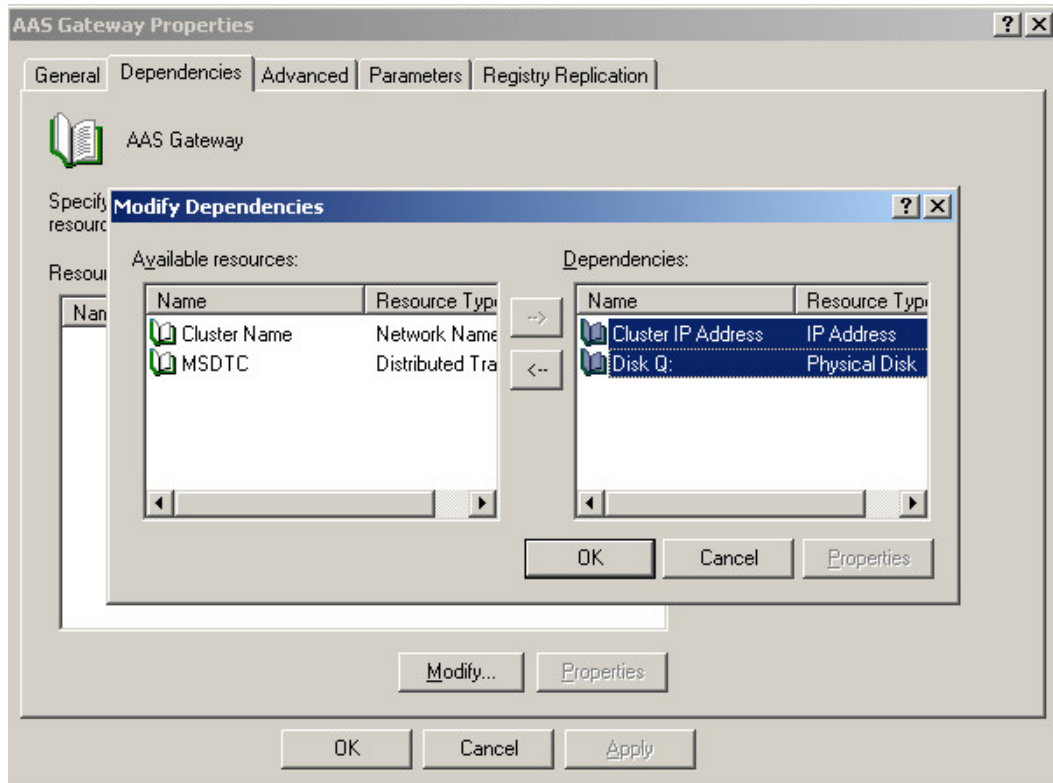 AAS Gateway Properties
General Dependencies Advanced Parameters Registry Replication
AAS Gateway
Specify
resourc
Modify Dependencies
Available resources: Dependencies:
Resour
Name Resource Typ Name Resource Typ
Nan
Cluster Name Network Name --> Cluster IP Address IP Address
MSDTC Distributed Tra <-- Disk Q: Physical Disk
OK Cancel Properties
Modify... Properties
OK Cancel Apply